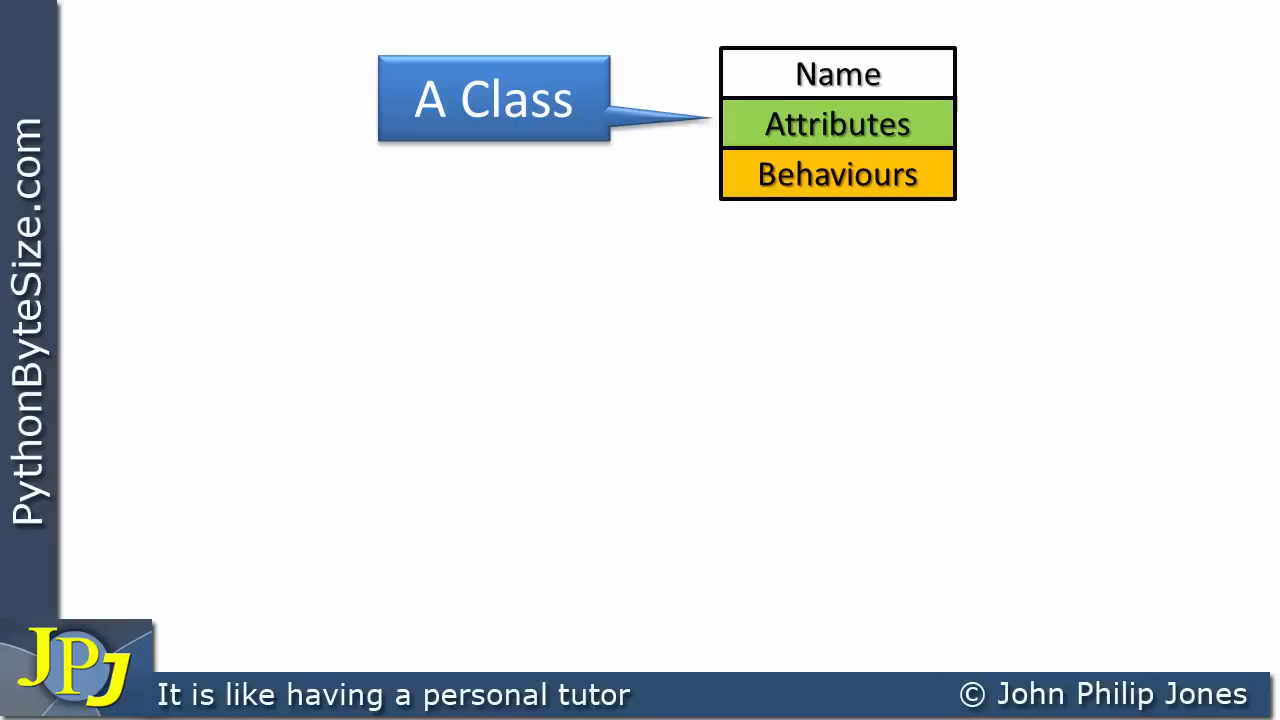 A Class
Name
Attributes
Behaviours
PythonByteSize.com
JPJ
It is like having a personal tutor
© John Philip Jones